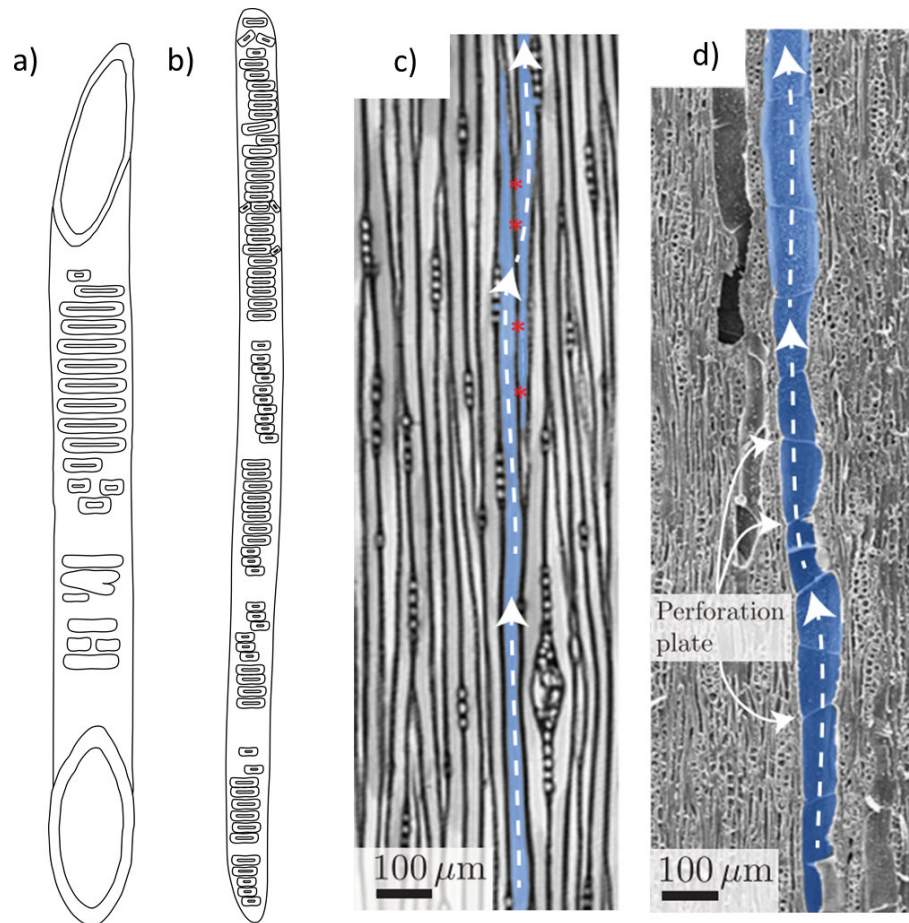 a)
b)
c)
d)
Perforation
plate
100 μm
100 μm